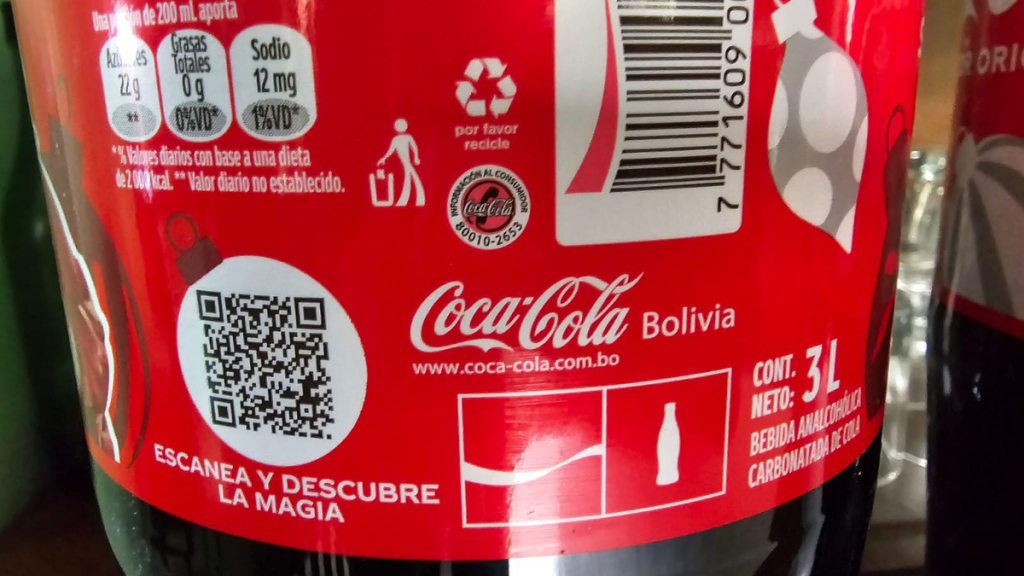 Una porción de 200 mL aporta
Azúcares
22 g
**
Grasas
Totales
0 g
0%VD*
Sodio
12 mg
1%VD*
*% Valores diarios con base a una dieta
de 2 000 kcal. ** Valor diario no establecido.
por favor
recicle
INFORMACIÓN AL CONSUMIDOR
Coca-Cola
80010-2653
7 771609 0
Coca-Cola Bolivia
www.coca-cola.com.bo
CONT.
NETO: 3 L
BEBIDA ANALCOHÓLICA
CARBONATADA DE COLA
ESCANEA Y DESCUBRE
LA MAGIA